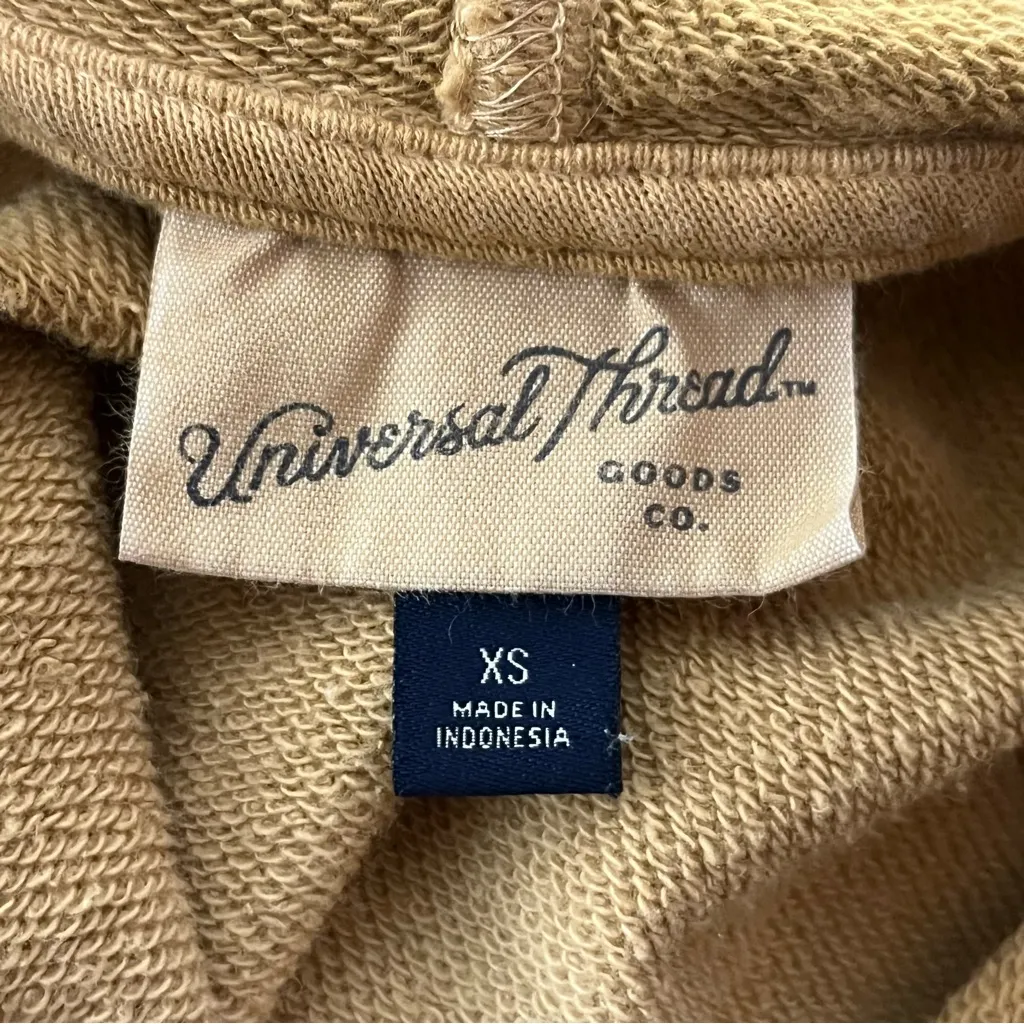 Universal Thread™
GOODS
CO.
XS
MADE IN
INDONESIA